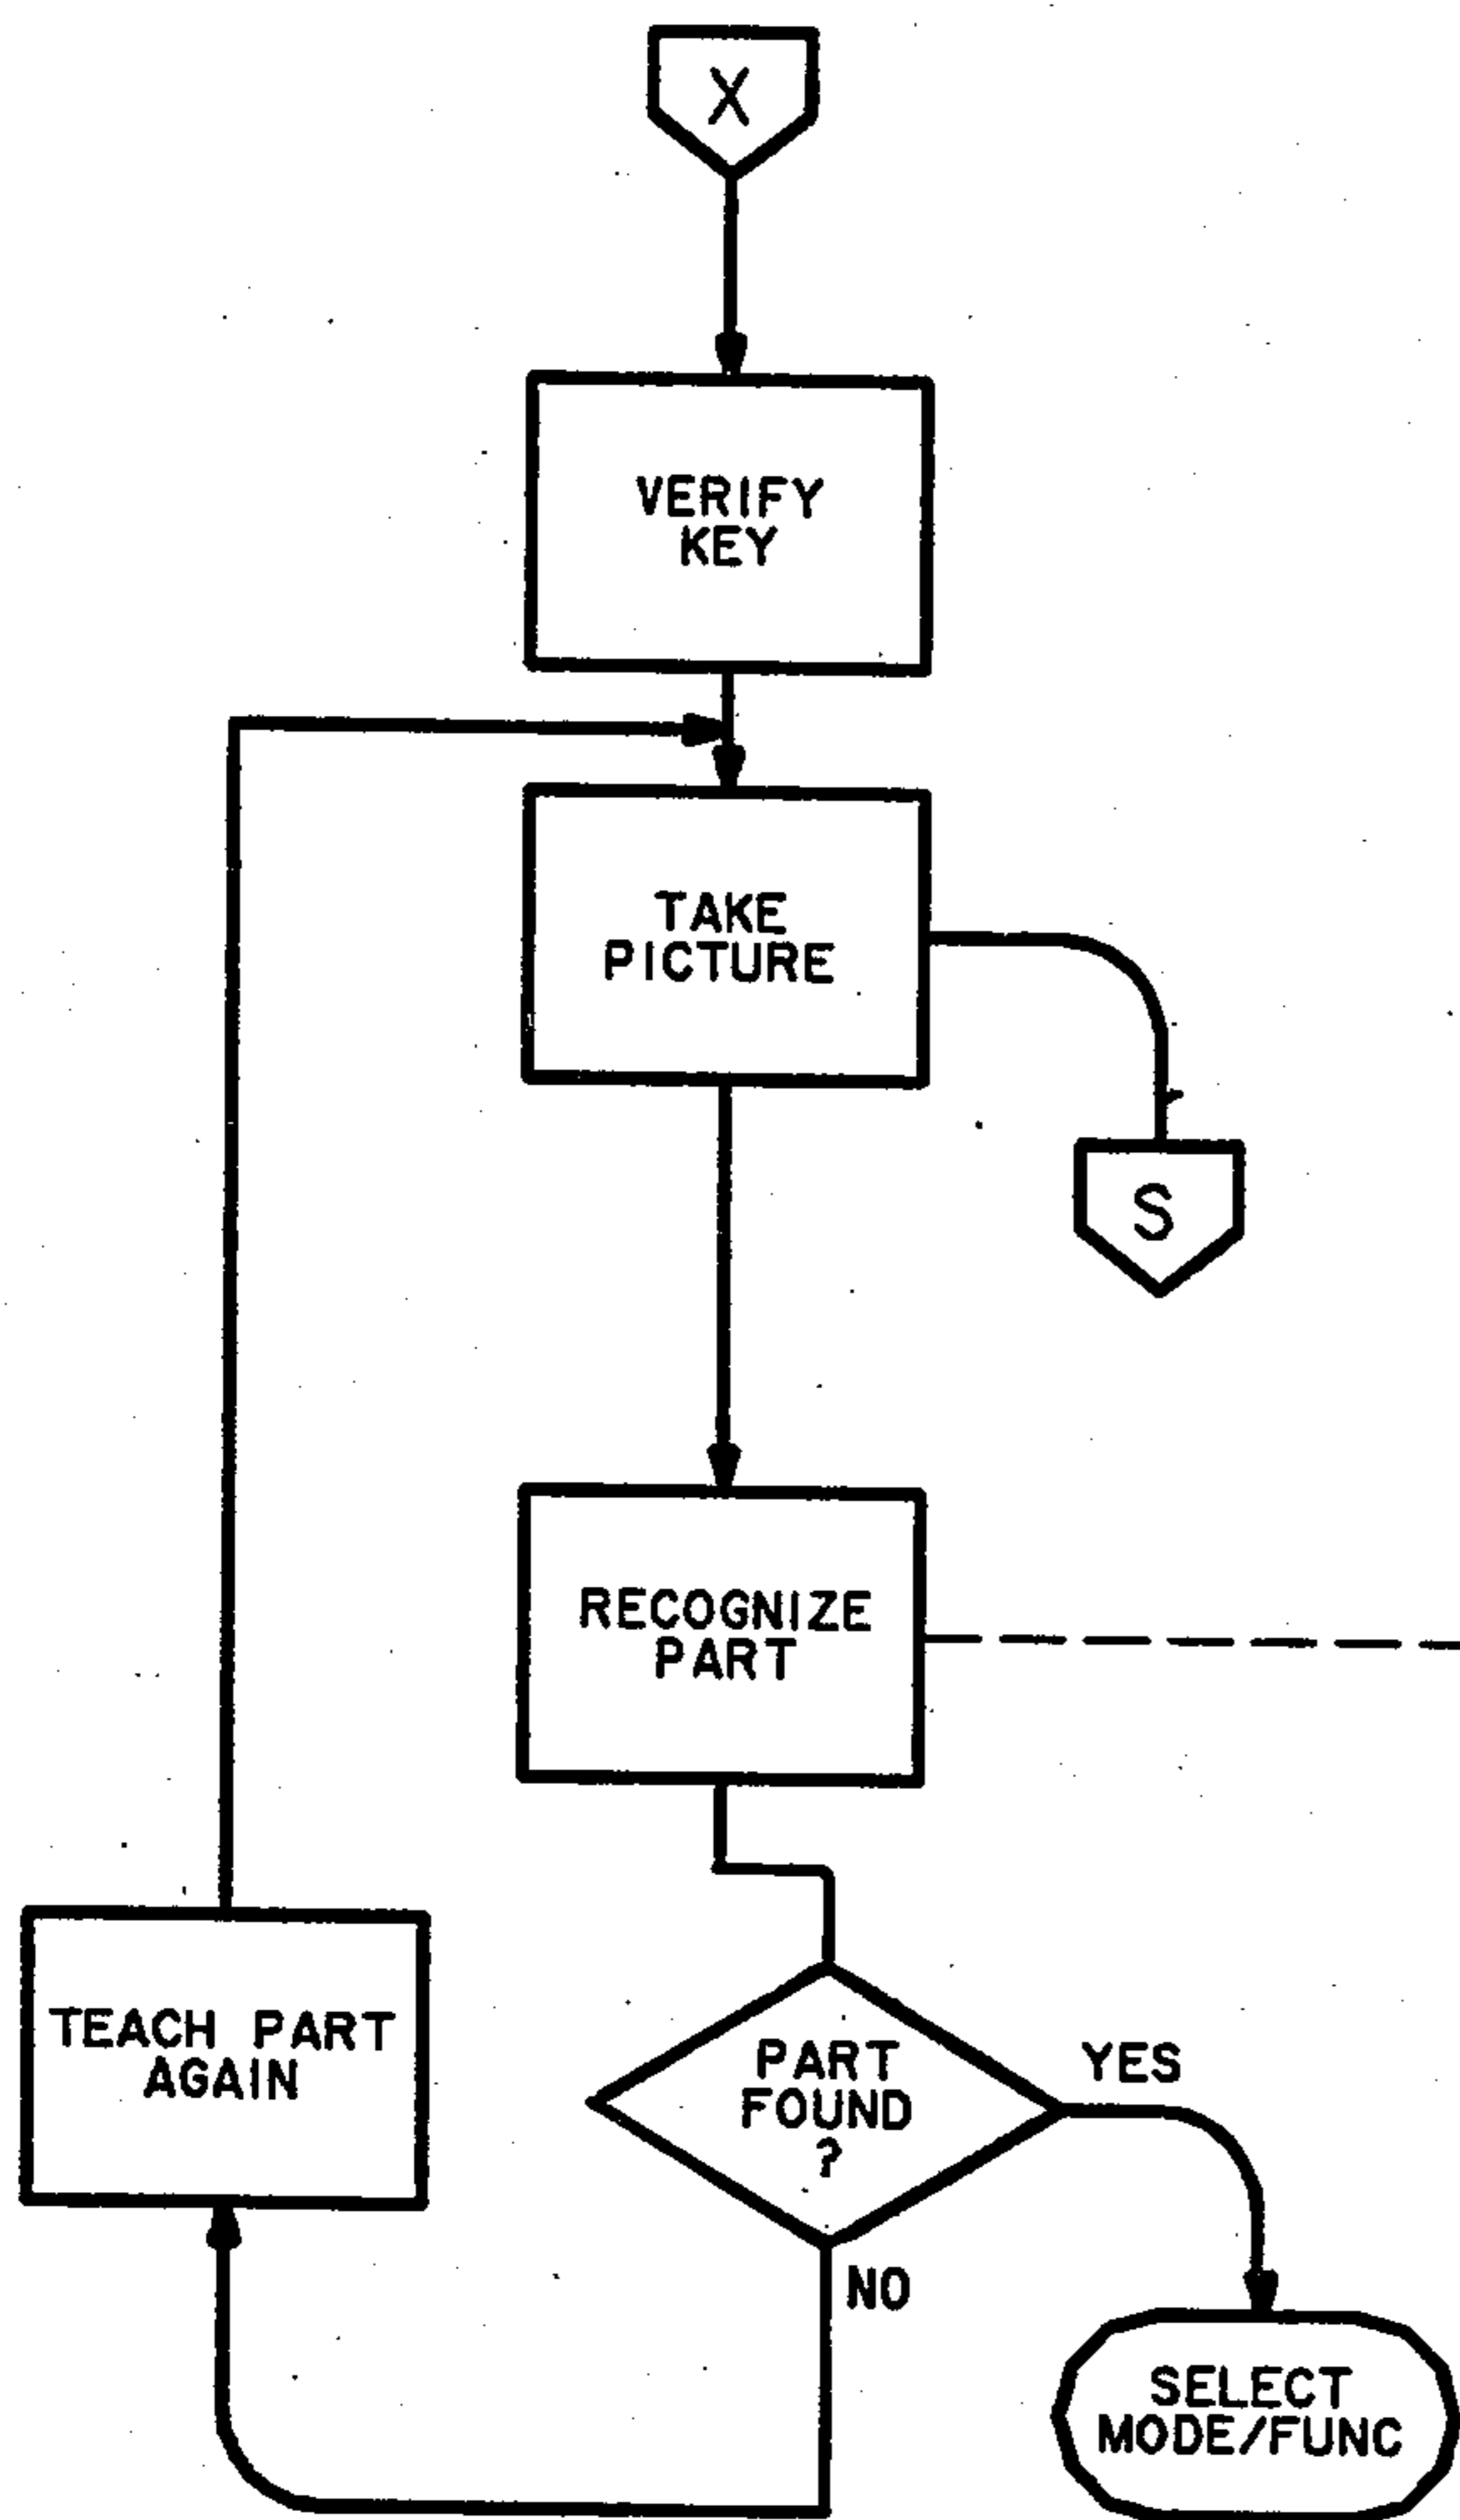 X
VERIFY
KEY
TAKE
PICTURE
S
RECOGNIZE
PART
TEACH PART
AGAIN
PART
FOUND
?
YES
NO
SELECT
MODE/FUNC